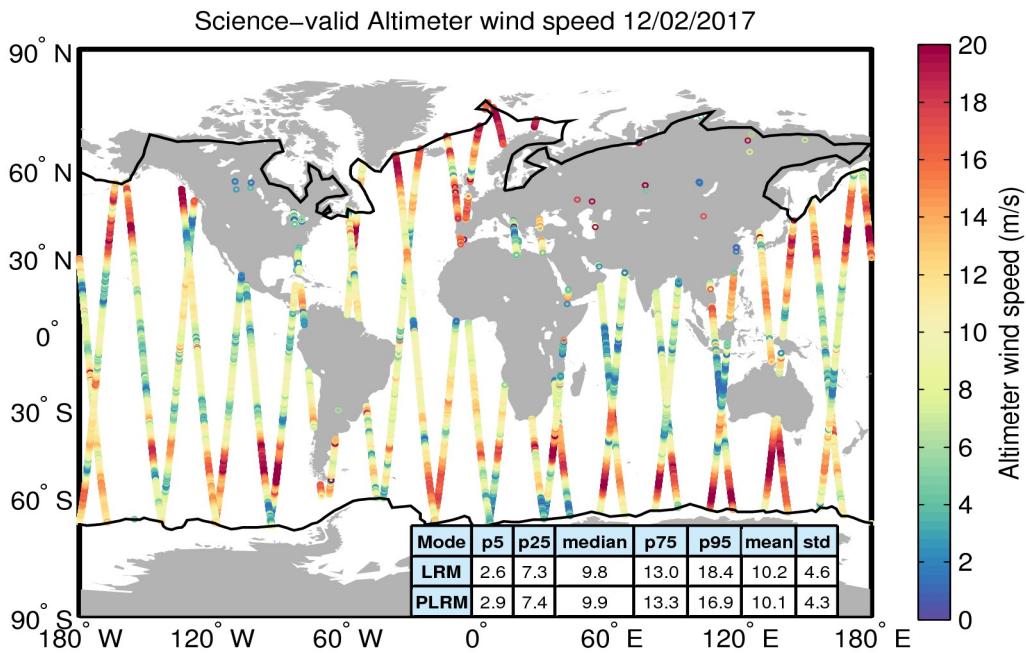 Science-valid Altimeter wind speed 12/02/2017
90° N
60° N
30° N
0°
30° S
60° S
90° S
180° W
120° W
60° W
0°
60° E
120° E
180° E
Mode p5 p25 median p75 p95 mean std
LRM 2.6 7.3 9.8 13.0 18.4 10.2 4.6
PLRM 2.9 7.4 9.9 13.3 16.9 10.1 4.3
20
18
16
14
12
10
8
6
4
2
0
Altimeter wind speed (m/s)